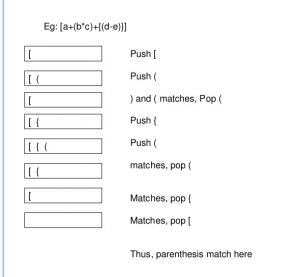 Eg: [a+(b*c)+{(d-e)}]
[ Push [
[ ( Push (
[ ) and ( matches, Pop (
[ { Push {
[ { ( Push (
[ { matches, pop (
[ Matches, pop {
Matches, pop [
Thus, parenthesis match here